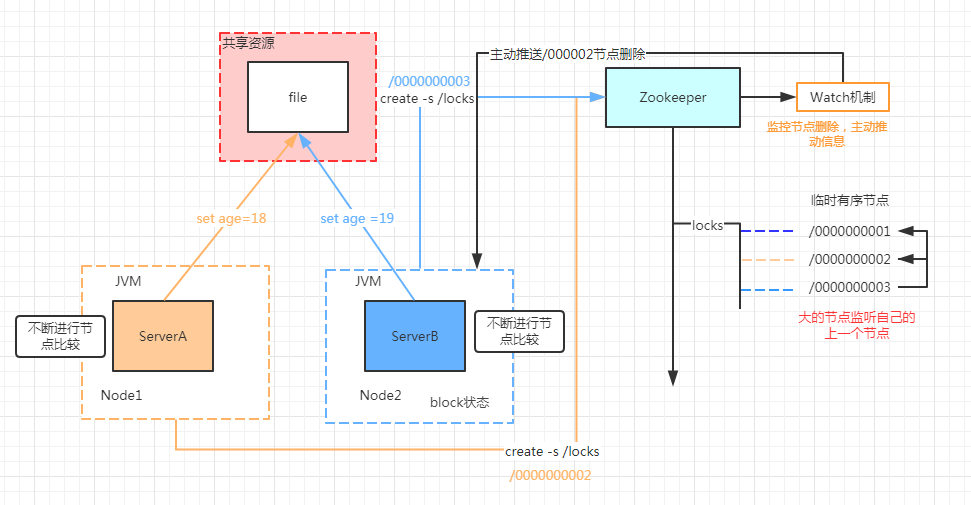 共享资源
file
主动推送/000002节点删除
/0000000003
create -s /locks
Zookeeper
Watch机制
监控节点删除，主动推
动信息
set age=18
set age =19
临时有序节点
locks
/0000000001
/0000000002
/0000000003
大的节点监听自己的
上一个节点
JVM
JVM
不断进行节
点比较
ServerA
ServerB
不断进行节
点比较
Node1
Node2
block状态
create -s /locks
/0000000002